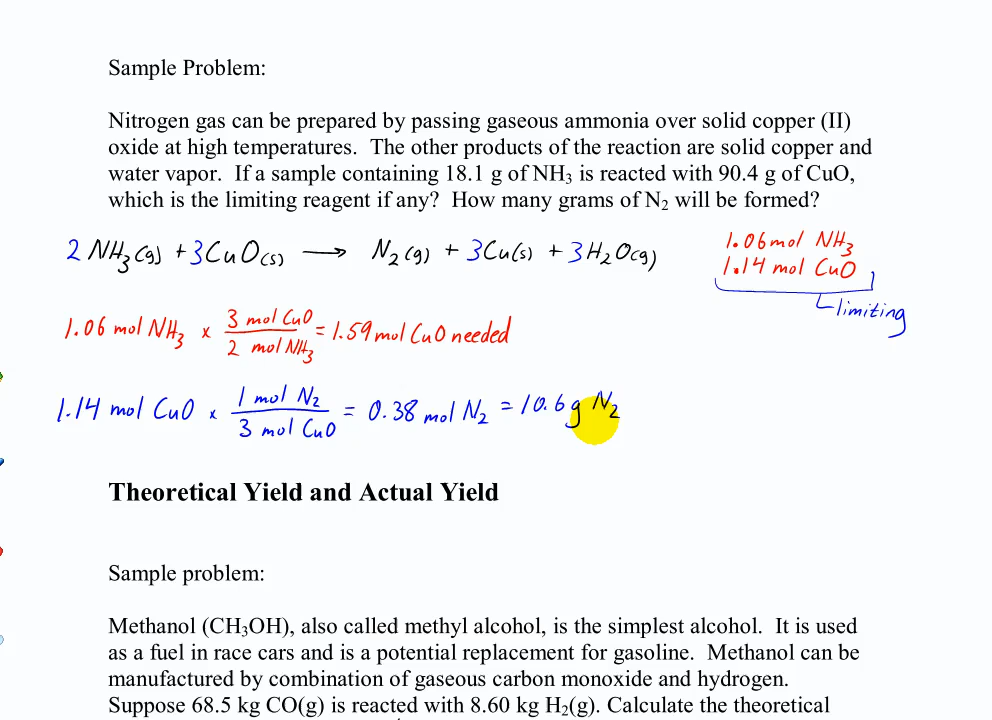 Sample Problem:
Nitrogen gas can be prepared by passing gaseous ammonia over solid copper (II)
oxide at high temperatures. The other products of the reaction are solid copper and
water vapor. If a sample containing 18.1 g of NH₃ is reacted with 90.4 g of CuO,
which is the limiting reagent if any? How many grams of N₂ will be formed?
2 NH₃(g) + 3CuO(s) → N₂(g) + 3Cu(s) + 3H₂O(g)
1.06mol NH₃
1.14 mol CuO
limiting
1.06 mol NH₃ x 3 mol CuO / 2 mol NH₃ = 1.59 mol CuO needed
1.14 mol CuO x 1 mol N₂ / 3 mol CuO = 0.38 mol N₂ = 10.6g N₂
Theoretical Yield and Actual Yield
Sample problem:
Methanol (CH₃OH), also called methyl alcohol, is the simplest alcohol. It is used
as a fuel in race cars and is a potential replacement for gasoline. Methanol can be
manufactured by combination of gaseous carbon monoxide and hydrogen.
Suppose 68.5 kg CO(g) is reacted with 8.60 kg H₂(g). Calculate the theoretical